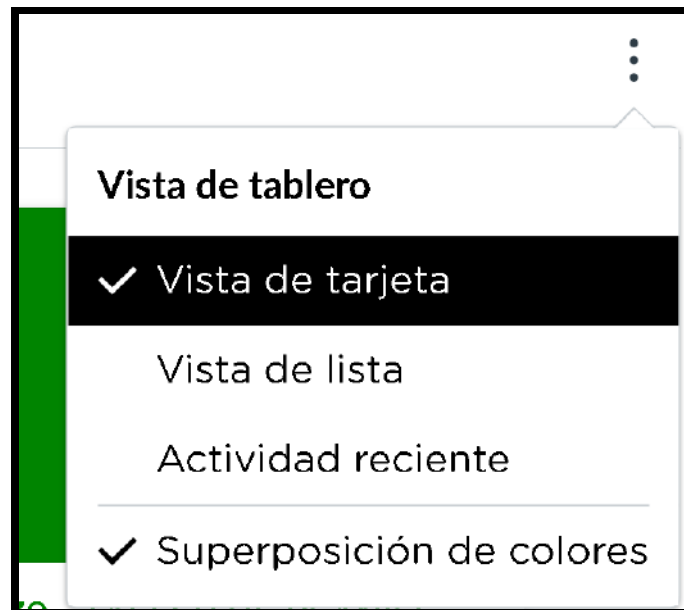 Vista de tablero
Vista de tarjeta
Vista de lista
Actividad reciente
Superposición de colores